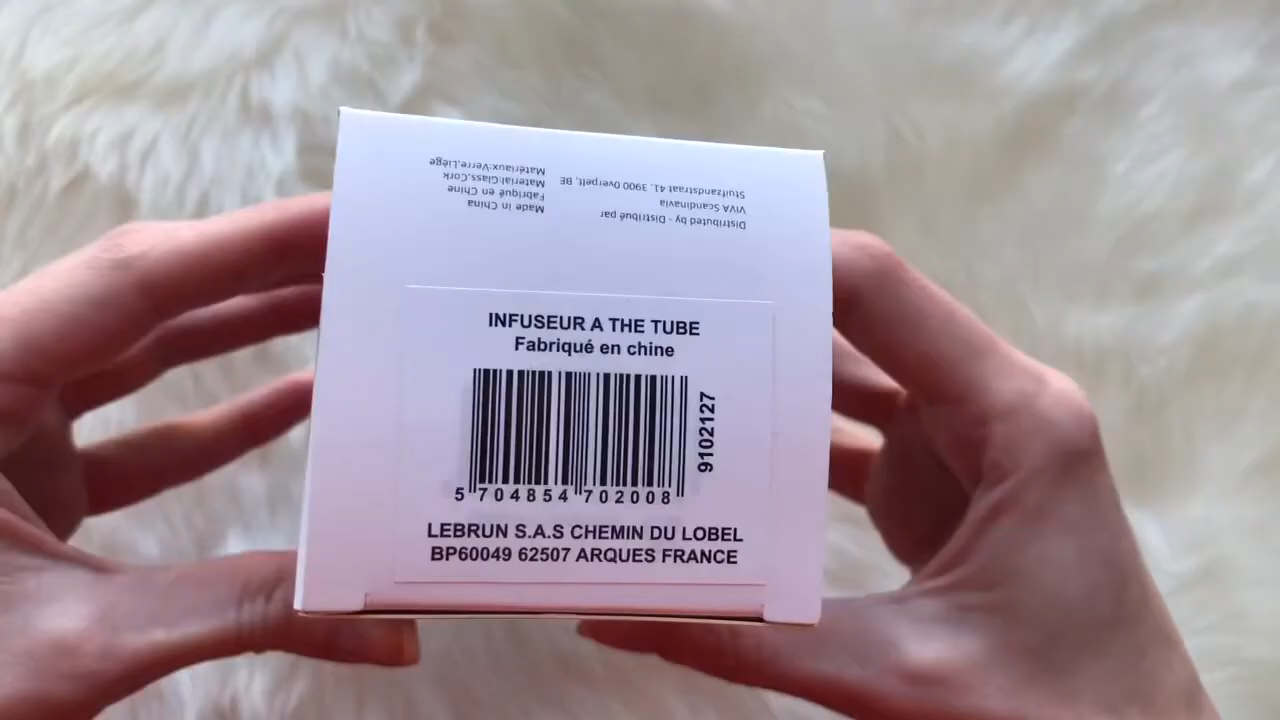 Distributed by - Distribué par
VIVA Scandinavia
Stuifzandstraat 41, 3900 Overpelt, BE
Made in China
Fabriqué en Chine
Material:Glass,Cork
Matériaux:Verre,Liège
INFUSEUR A THE TUBE
Fabriqué en chine
9102127
5 704854 702008
LEBRUN S.A.S CHEMIN DU LOBEL
BP60049 62507 ARQUES FRANCE